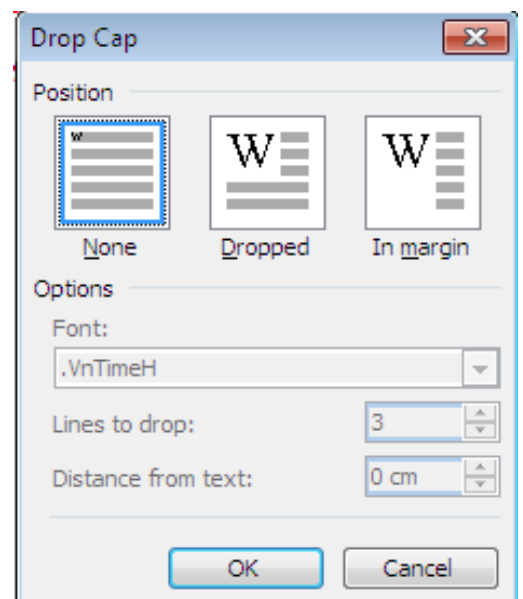 Drop Cap
Position
W W W
None Dropped In margin
Options
Font:
.VnTimeH
Lines to drop: 3
Distance from text: 0 cm
OK Cancel